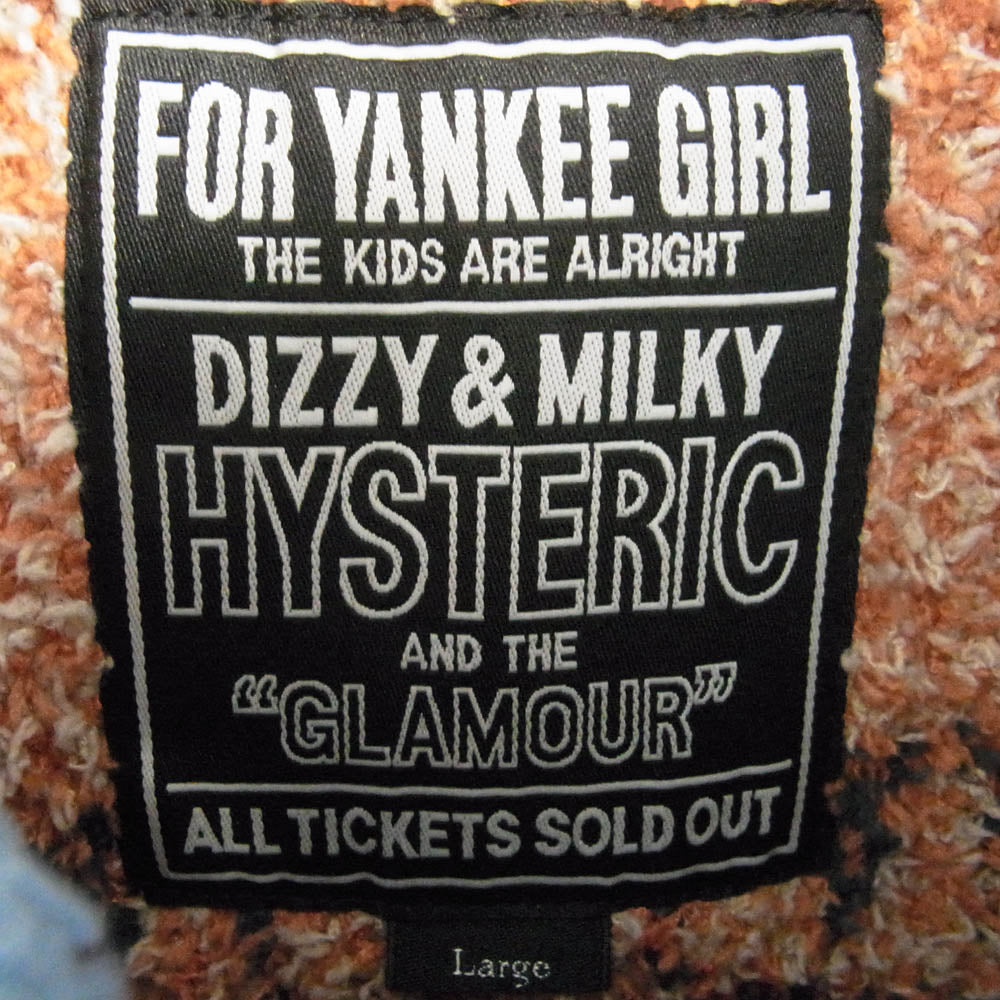 FOR YANKEE GIRL
THE KIDS ARE ALRIGHT
DIZZY & MILKY
HYSTERIC
AND THE
“GLAMOUR”
ALL TICKETS SOLD OUT
Large